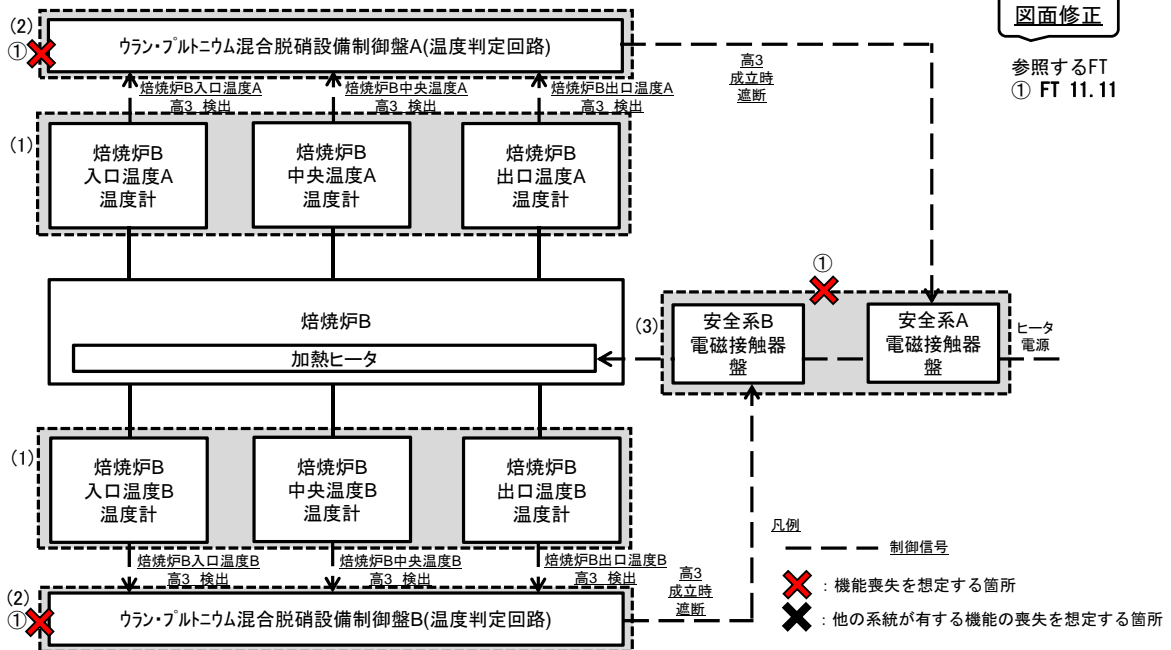 図面修正
参照するFT
① FT 11.11
(2)
①
ウラン・プルトニウム混合脱硝設備制御盤A(温度判定回路)
高3
成立時
遮断
焙焼炉B入口温度A
高3 検出
焙焼炉B中央温度A
高3 検出
焙焼炉B出口温度A
高3 検出
(1)
焙焼炉B
入口温度A
温度計
焙焼炉B
中央温度A
温度計
焙焼炉B
出口温度A
温度計
焙焼炉B
加熱ヒータ
①
(3)
安全系B
電磁接触器
盤
安全系A
電磁接触器
盤
ヒータ
電源
(1)
焙焼炉B
入口温度B
温度計
焙焼炉B
中央温度B
温度計
焙焼炉B
出口温度B
温度計
焙焼炉B入口温度B
高3 検出
焙焼炉B中央温度B
高3 検出
焙焼炉B出口温度B
高3 検出
(2)
①
ウラン・プルトニウム混合脱硝設備制御盤B(温度判定回路)
高3
成立時
遮断
凡例
制御信号
：機能喪失を想定する箇所
：他の系統が有する機能の喪失を想定する箇所